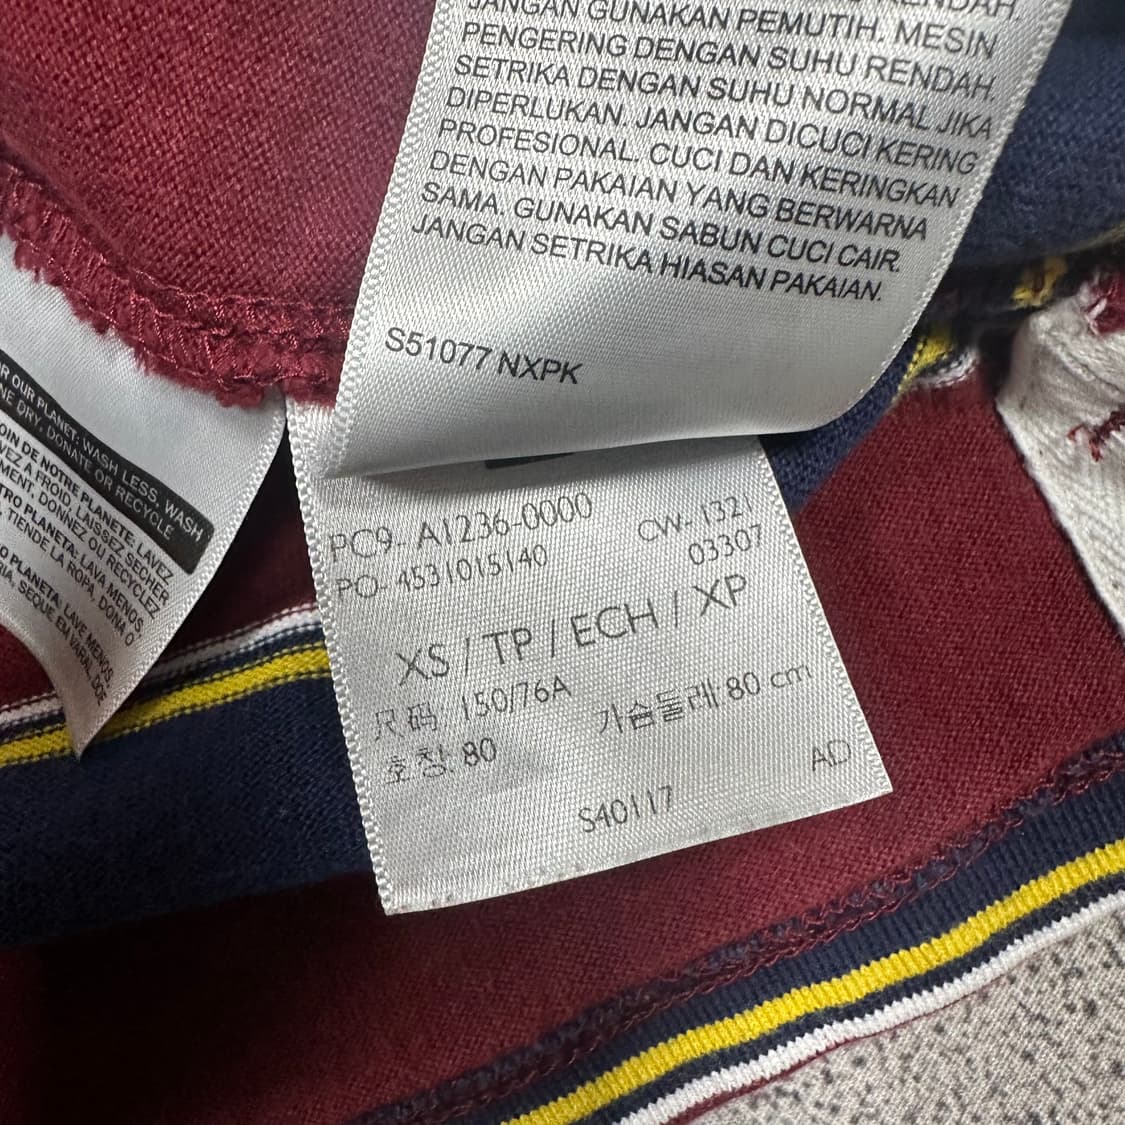 RENDAH.
JANGAN GUNAKAN PEMUTIH. MESIN
PENGERING DENGAN SUHU RENDAH.
SETRIKA DENGAN SUHU NORMAL JIKA
DIPERLUKAN. JANGAN DICUCI KERING
PROFESIONAL. CUCI DAN KERINGKAN
DENGAN PAKAIAN YANG BERWARNA
SAMA. GUNAKAN SABUN CUCI CAIR.
JANGAN SETRIKA HIASAN PAKAIAN.
S51077 NXPK
OUR PLANET: WASH LESS, WASH
DRY, DONATE OR RECYCLE
DE NOTRE PLANETE: LAVEZ
A FROID, LAISSEZ SECHER
DONNEZ OU RECYCLEZ
PLANETA: LAVA MENOS,
TIENDE LA ROPA, DONA O
PLANETA: LAVE MENOS,
SEQUE EM VARAL, DOE
PC9- A1236-0000 CW- 1321
PO- 4531015140 03307
XS / TP / ECH / XP
尺码: 150/76A 가슴둘레: 80 cm
호칭: 80
AD
S40117